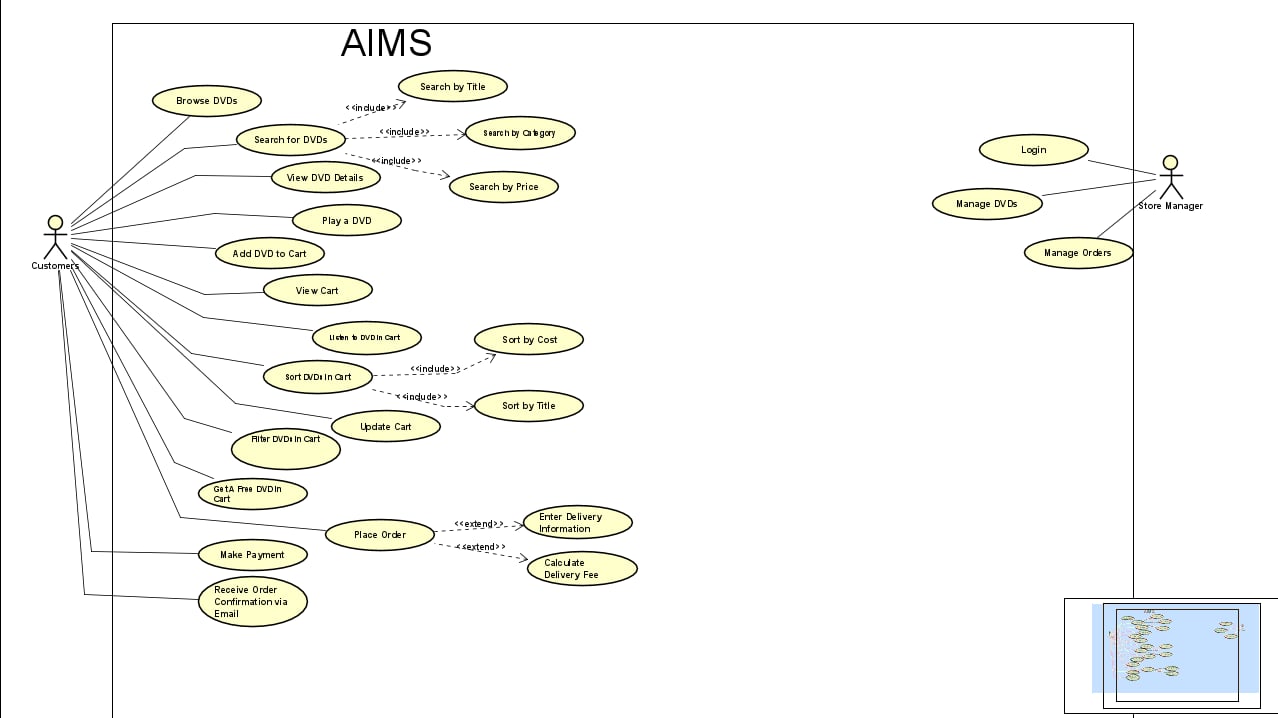 AIMS
Browse DVDs
Search by Title
<<include>>
Search for DVDs
<<include>>
Search by Category
<<include>>
View DVD Details
Search by Price
Play a DVD
Add DVD to Cart
View Cart
Listen to DVD in Cart
Sort by Cost
<<include>>
Sort DVDs in Cart
<<include>>
Sort by Title
Update Cart
Filter DVDs in Cart
Get A Free DVD in
Cart
Place Order
<<extend>>
Enter Delivery
Information
<<extend>>
Calculate
Delivery Fee
Make Payment
Receive Order
Confirmation via
Email
Customers
Login
Manage DVDs
Manage Orders
Store Manager